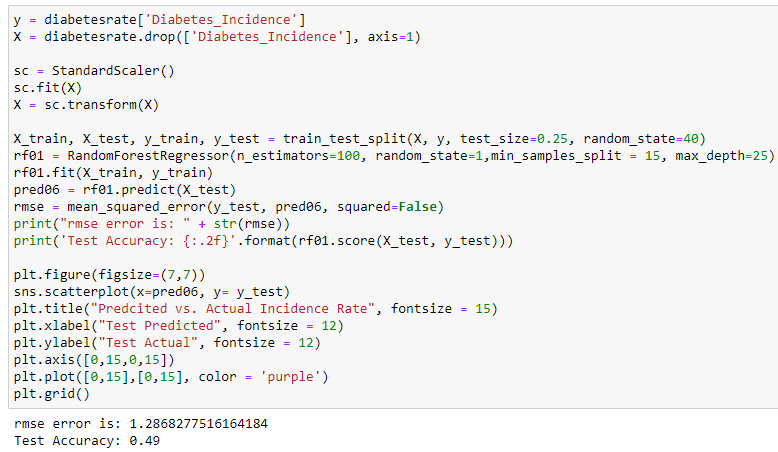 y = diabetesrate['Diabetes_Incidence']
X = diabetesrate.drop(['Diabetes_Incidence'], axis=1)
sc = StandardScaler()
sc.fit(X)
X = sc.transform(X)
X_train, X_test, y_train, y_test = train_test_split(X, y, test_size=0.25, random_state=40)
rf01 = RandomForestRegressor(n_estimators=100, random_state=1,min_samples_split = 15, max_depth=25)
rf01.fit(X_train, y_train)
pred06 = rf01.predict(X_test)
rmse = mean_squared_error(y_test, pred06, squared=False)
print("rmse error is: " + str(rmse))
print('Test Accuracy: {:.2f}'.format(rf01.score(X_test, y_test)))
plt.figure(figsize=(7,7))
sns.scatterplot(x=pred06, y= y_test)
plt.title("Predcited vs. Actual Incidence Rate", fontsize = 15)
plt.xlabel("Test Predicted", fontsize = 12)
plt.ylabel("Test Actual", fontsize = 12)
plt.axis([0,15,0,15])
plt.plot([0,15],[0,15], color = 'purple')
plt.grid()
rmse error is: 1.2868277516164184
Test Accuracy: 0.49